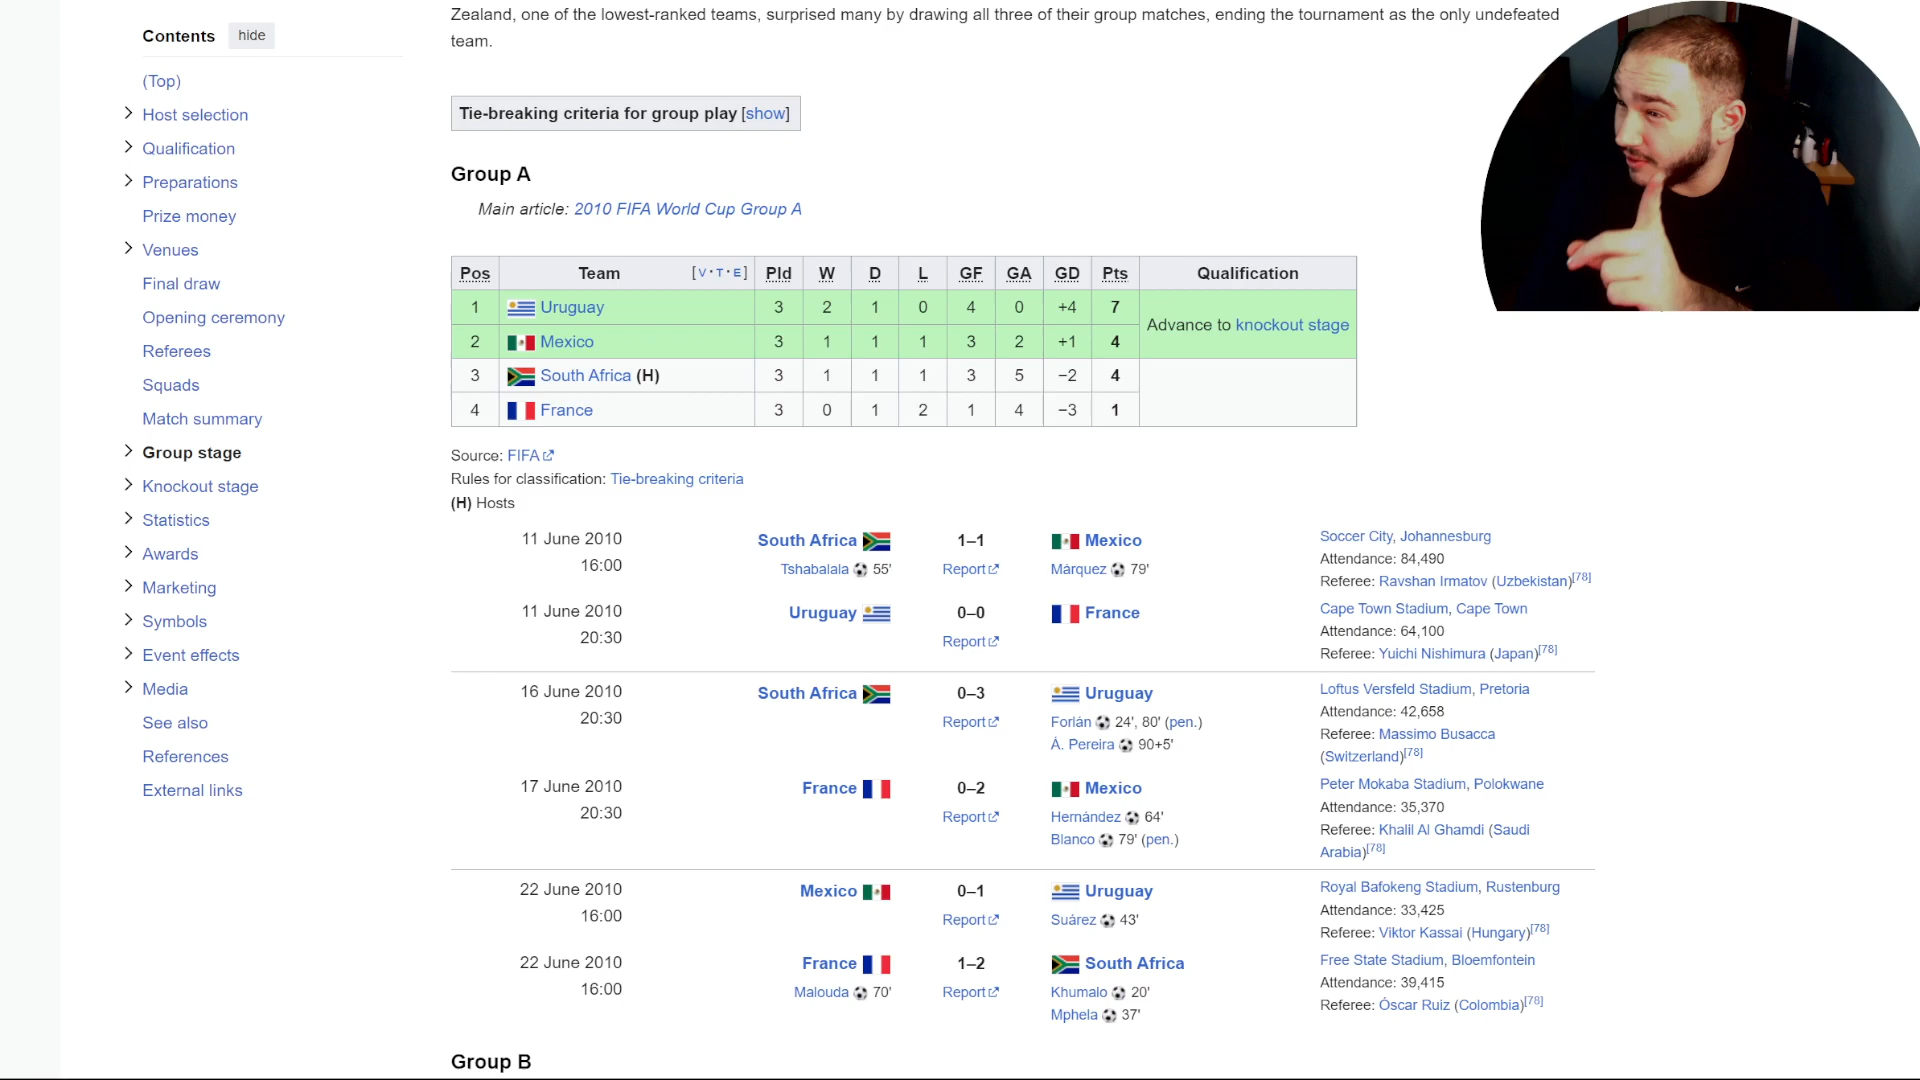 Zealand, one of the lowest-ranked teams, surprised many by drawing all three of their group matches, ending the tournament as the only undefeated
team.
Contents hide
(Top)
Host selection
Qualification
Preparations
Prize money
Venues
Final draw
Opening ceremony
Referees
Squads
Match summary
Group stage
Knockout stage
Statistics
Awards
Marketing
Symbols
Event effects
Media
See also
References
External links
Tie-breaking criteria for group play [show]
Group A
Main article: 2010 FIFA World Cup Group A
Pos Team [V·T·E] Pld W D L GF GA GD Pts Qualification
1 Uruguay 3 2 1 0 4 0 +4 7 Advance to knockout stage
2 Mexico 3 1 1 1 3 2 +1 4
3 South Africa (H) 3 1 1 1 3 5 −2 4
4 France 3 0 1 2 1 4 −3 1
Source: FIFA
Rules for classification: Tie-breaking criteria
(H) Hosts
11 June 2010 South Africa 1–1 Mexico Soccer City, Johannesburg
16:00 Tshabalala 55' Report Márquez 79' Attendance: 84,490
Referee: Ravshan Irmatov (Uzbekistan)[78]
11 June 2010 Uruguay 0–0 France Cape Town Stadium, Cape Town
20:30 Report Attendance: 64,100
Referee: Yuichi Nishimura (Japan)[78]
16 June 2010 South Africa 0–3 Uruguay Loftus Versfeld Stadium, Pretoria
20:30 Report Forlán 24', 80' (pen.) Attendance: 42,658
Á. Pereira 90+5' Referee: Massimo Busacca
(Switzerland)[78]
17 June 2010 France 0–2 Mexico Peter Mokaba Stadium, Polokwane
20:30 Report Hernández 64' Attendance: 35,370
Blanco 79' (pen.) Referee: Khalil Al Ghamdi (Saudi
Arabia)[78]
22 June 2010 Mexico 0–1 Uruguay Royal Bafokeng Stadium, Rustenburg
16:00 Report Suárez 43' Attendance: 33,425
Referee: Viktor Kassai (Hungary)[78]
22 June 2010 France 1–2 South Africa Free State Stadium, Bloemfontein
16:00 Malouda 70' Report Khumalo 20' Attendance: 39,415
Mphela 37' Referee: Óscar Ruiz (Colombia)[78]
Group B